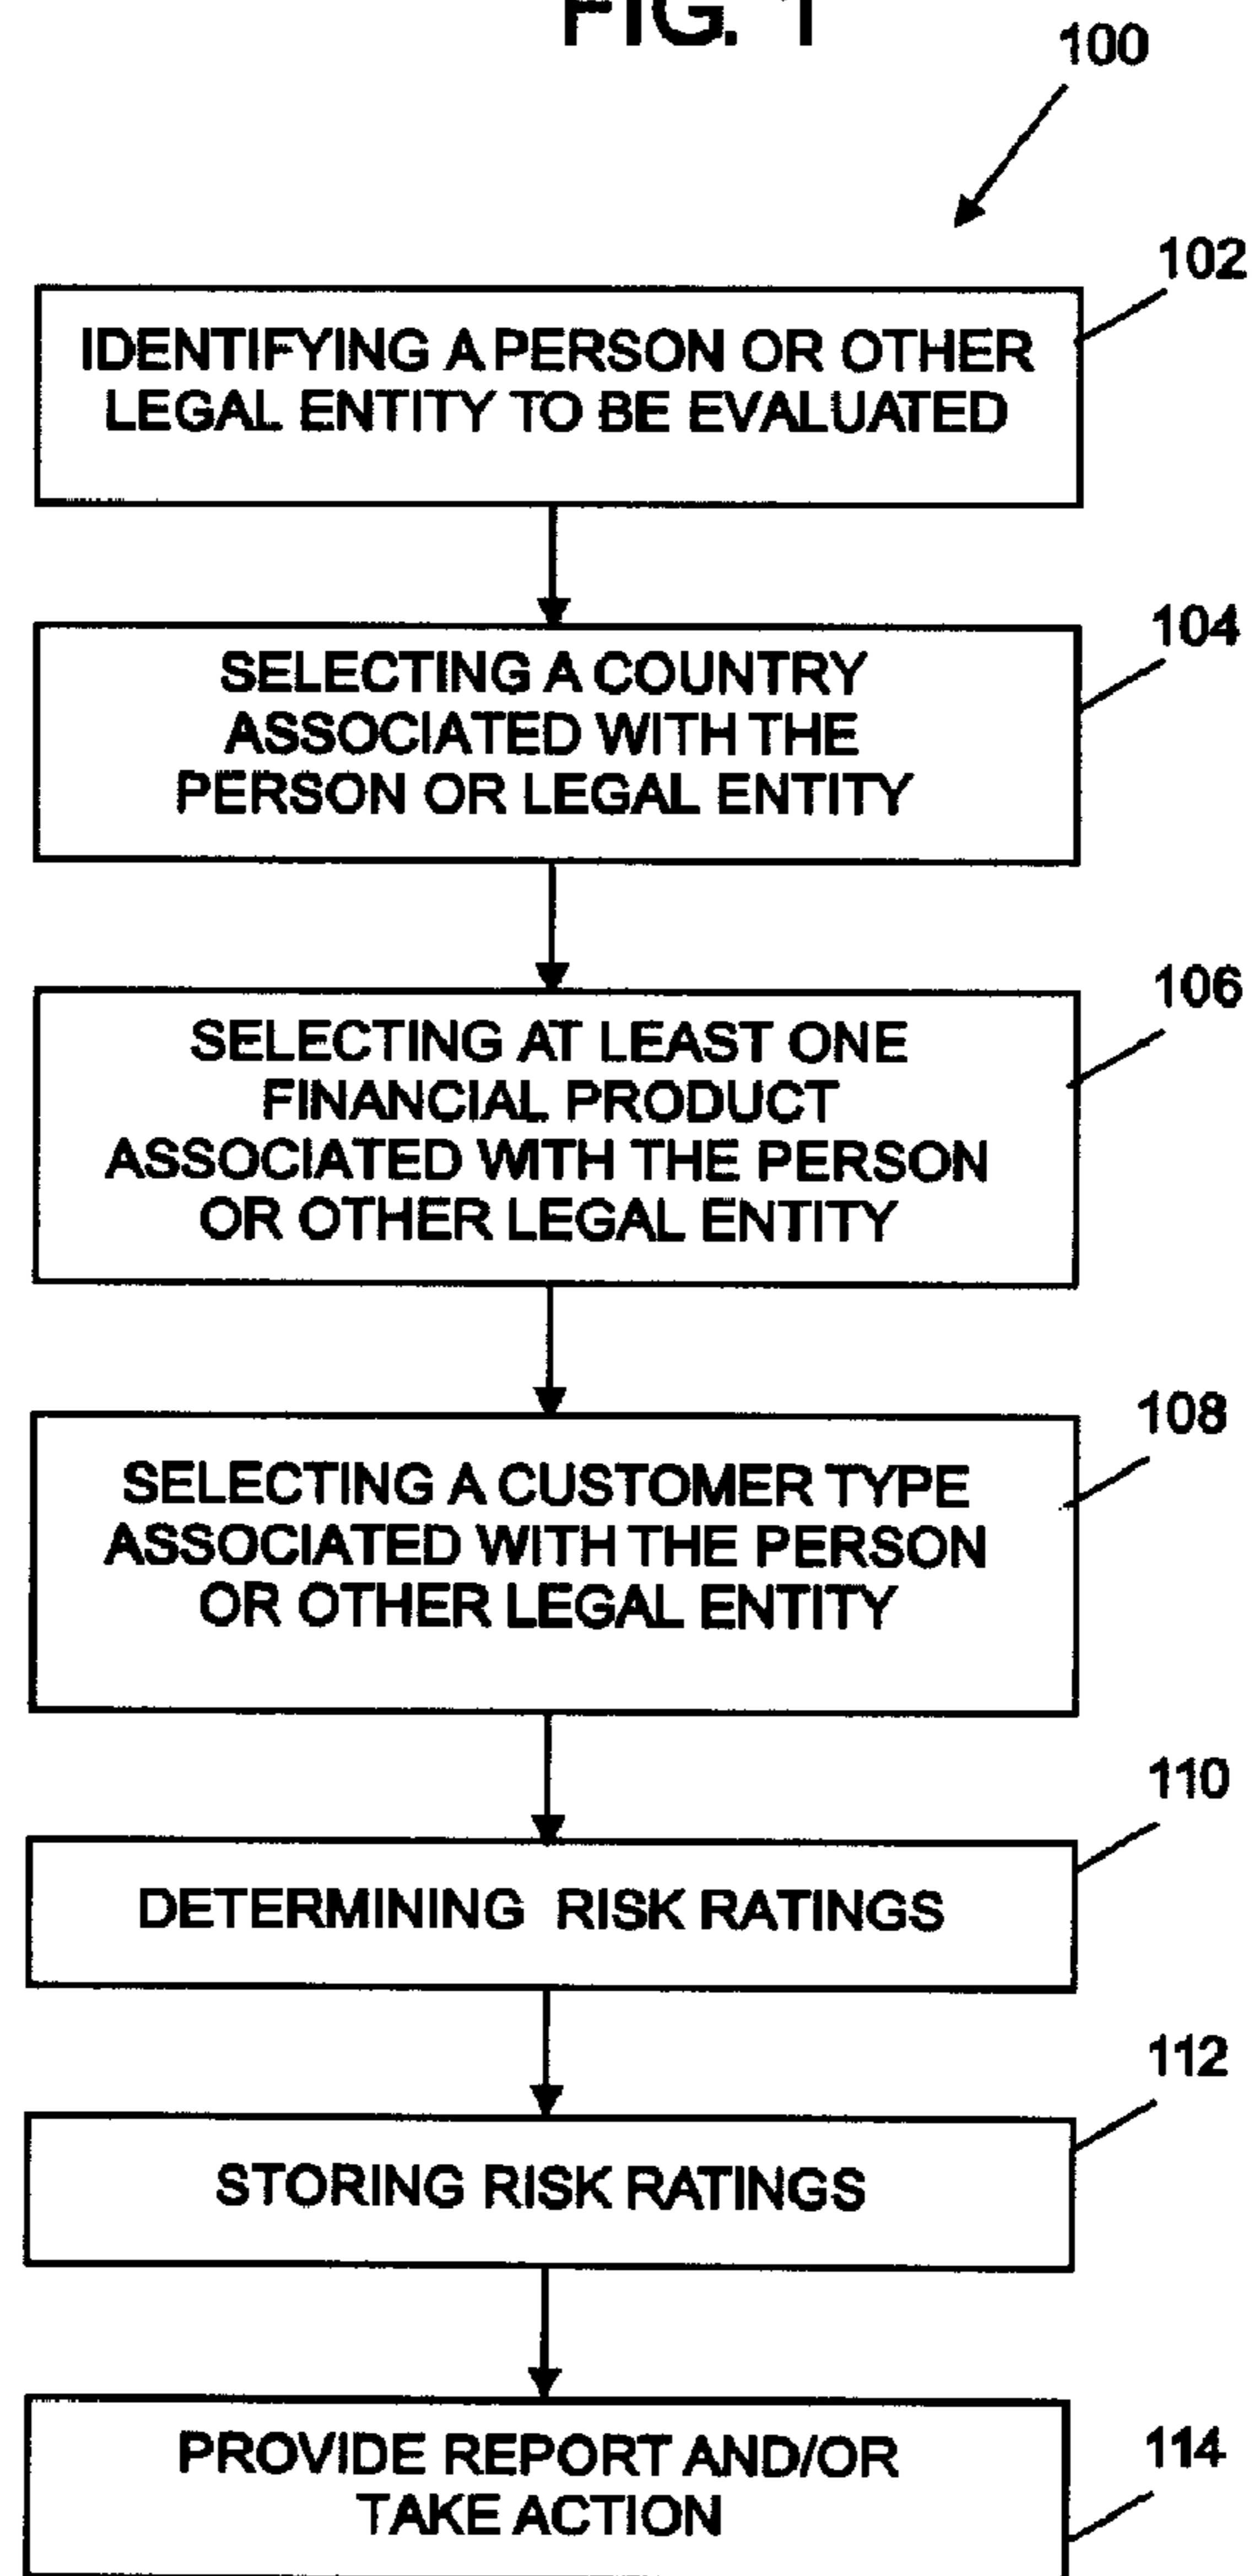 FIG. 1
100
102
IDENTIFYING A PERSON OR OTHER
LEGAL ENTITY TO BE EVALUATED
104
SELECTING A COUNTRY
ASSOCIATED WITH THE
PERSON OR LEGAL ENTITY
106
SELECTING AT LEAST ONE
FINANCIAL PRODUCT
ASSOCIATED WITH THE PERSON
OR OTHER LEGAL ENTITY
108
SELECTING A CUSTOMER TYPE
ASSOCIATED WITH THE PERSON
OR OTHER LEGAL ENTITY
110
DETERMINING RISK RATINGS
112
STORING RISK RATINGS
114
PROVIDE REPORT AND/OR
TAKE ACTION